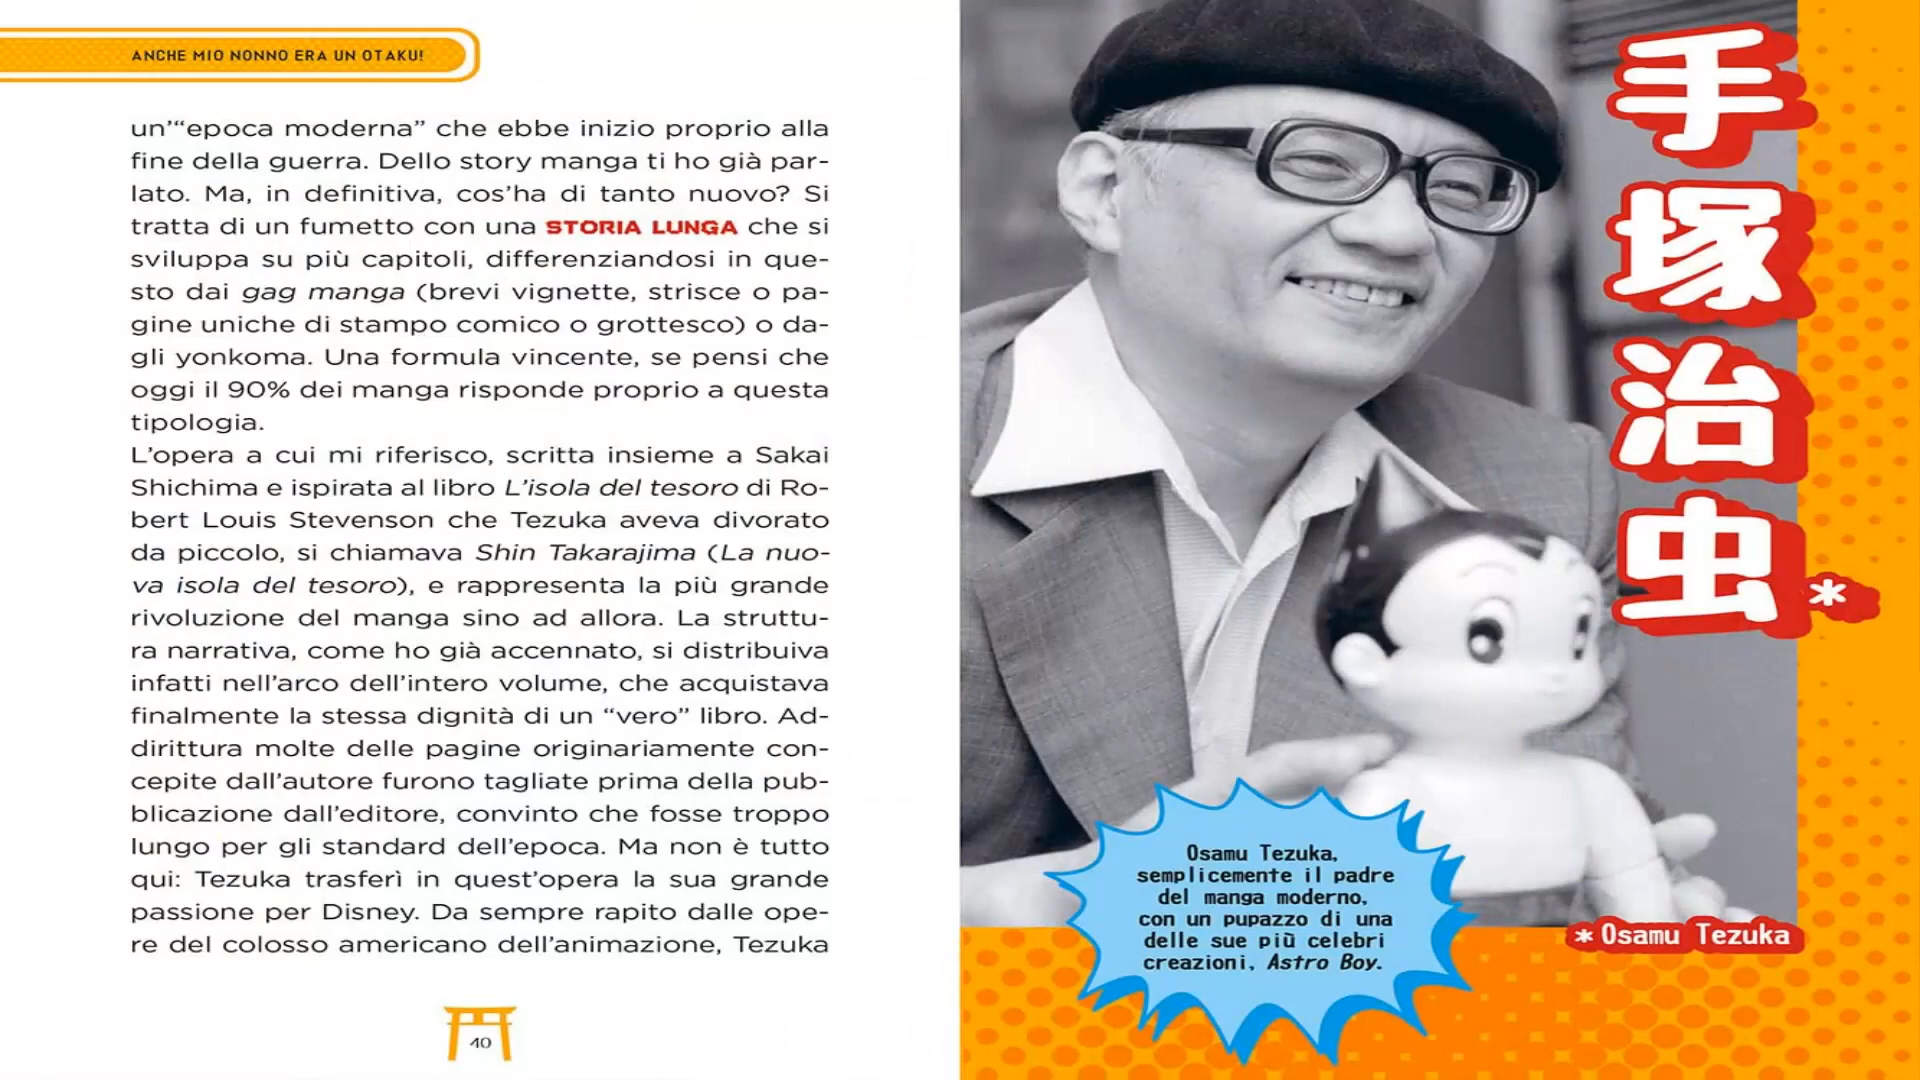 ANCHE MIO NONNO ERA UN OTAKU!
un’“epoca moderna” che ebbe inizio proprio alla
fine della guerra. Dello story manga ti ho già par-
lato. Ma, in definitiva, cos’ha di tanto nuovo? Si
tratta di un fumetto con una STORIA LUNGA che si
sviluppa su più capitoli, differenziandosi in que-
sto dai gag manga (brevi vignette, strisce o pa-
gine uniche di stampo comico o grottesco) o da-
gli yonkoma. Una formula vincente, se pensi che
oggi il 90% dei manga risponde proprio a questa
tipologia.
L’opera a cui mi riferisco, scritta insieme a Sakai
Shichima e ispirata al libro L’isola del tesoro di Ro-
bert Louis Stevenson che Tezuka aveva divorato
da piccolo, si chiamava Shin Takarajima (La nuo-
va isola del tesoro), e rappresenta la più grande
rivoluzione del manga sino ad allora. La struttu-
ra narrativa, come ho già accennato, si distribuiva
infatti nell’arco dell’intero volume, che acquistava
finalmente la stessa dignità di un “vero” libro. Ad-
dirittura molte delle pagine originariamente con-
cepite dall’autore furono tagliate prima della pub-
blicazione dall’editore, convinto che fosse troppo
lungo per gli standard dell’epoca. Ma non è tutto
qui: Tezuka trasferì in quest’opera la sua grande
passione per Disney. Da sempre rapito dalle ope-
re del colosso americano dell’animazione, Tezuka
40
手塚治虫*
Osamu Tezuka,
semplicemente il padre
del manga moderno,
con un pupazzo di una
delle sue più celebri
creazioni, Astro Boy.
* Osamu Tezuka